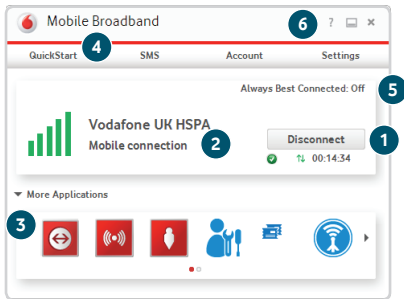 Mobile Broadband
6
?
QuickStart
SMS
Account
Settings
4
Always Best Connected: Off
5
Vodafone UK HSPA
Mobile connection
2
Disconnect
1
00:14:34
More Applications
3